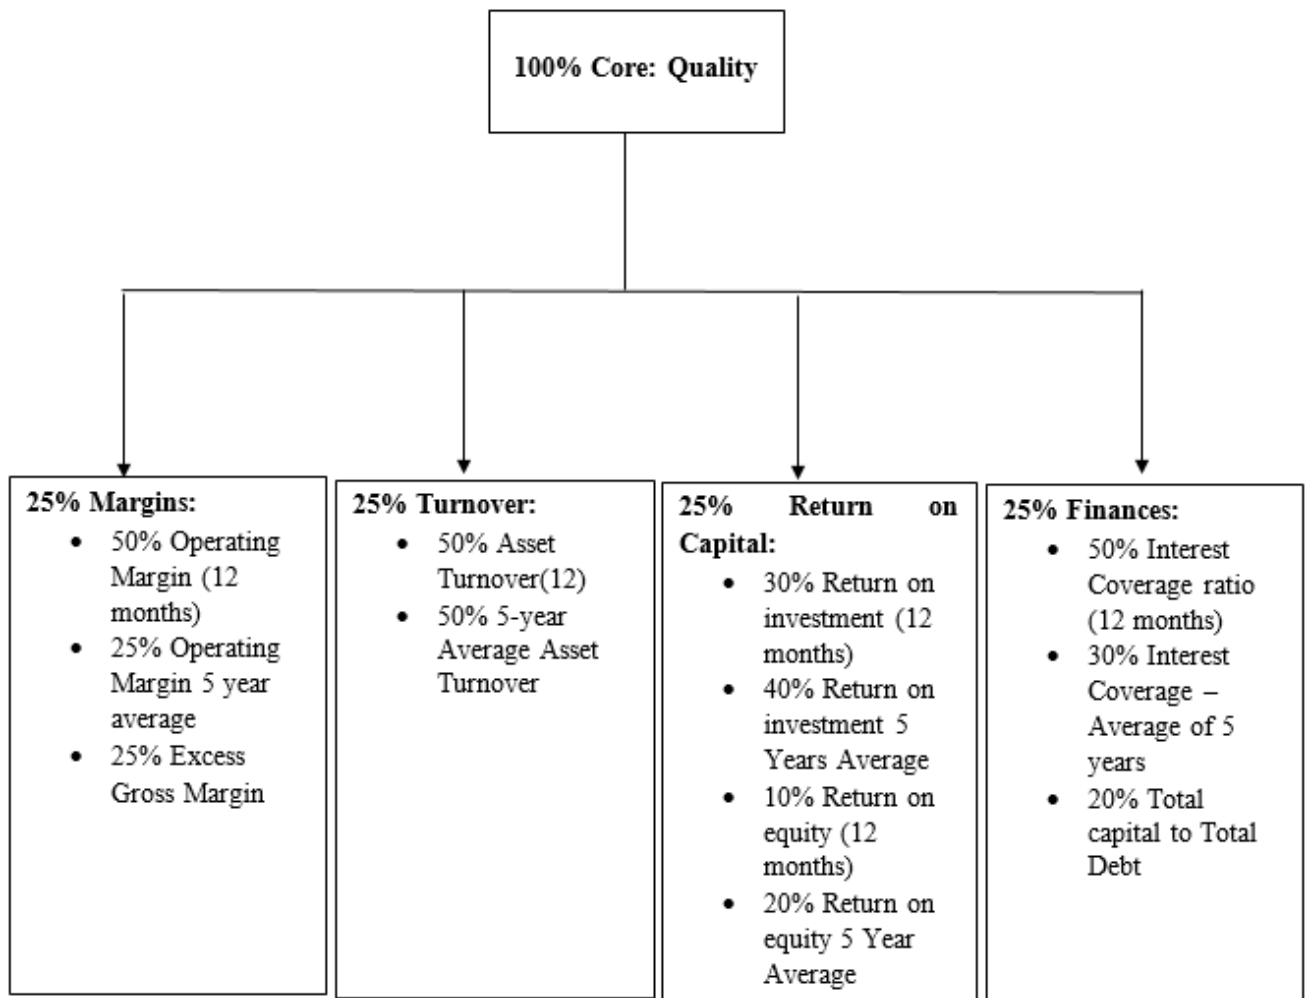 100% Core: Quality
25% Margins:
• 50% Operating
Margin (12
months)
• 25% Operating
Margin 5 year
average
• 25% Excess
Gross Margin
25% Turnover:
• 50% Asset
Turnover(12)
• 50% 5-year
Average Asset
Turnover
25% Return on
Capital:
• 30% Return on
investment (12
months)
• 40% Return on
investment 5
Years Average
• 10% Return on
equity (12
months)
• 20% Return on
equity 5 Year
Average
25% Finances:
• 50% Interest
Coverage ratio
(12 months)
• 30% Interest
Coverage –
Average of 5
years
• 20% Total
capital to Total
Debt